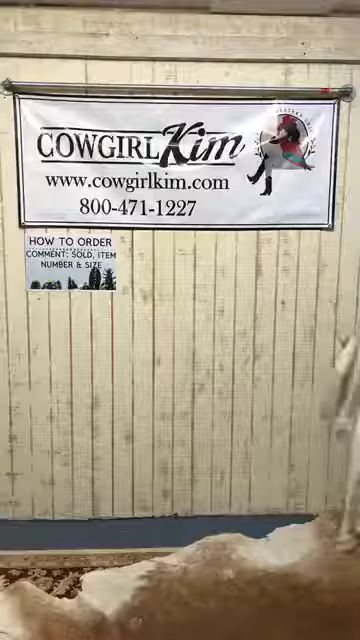 COWGIRL Kim
www.cowgirlkim.com
800-471-1227
HOW TO ORDER
COMMENT: SOLD, ITEM
NUMBER & SIZE